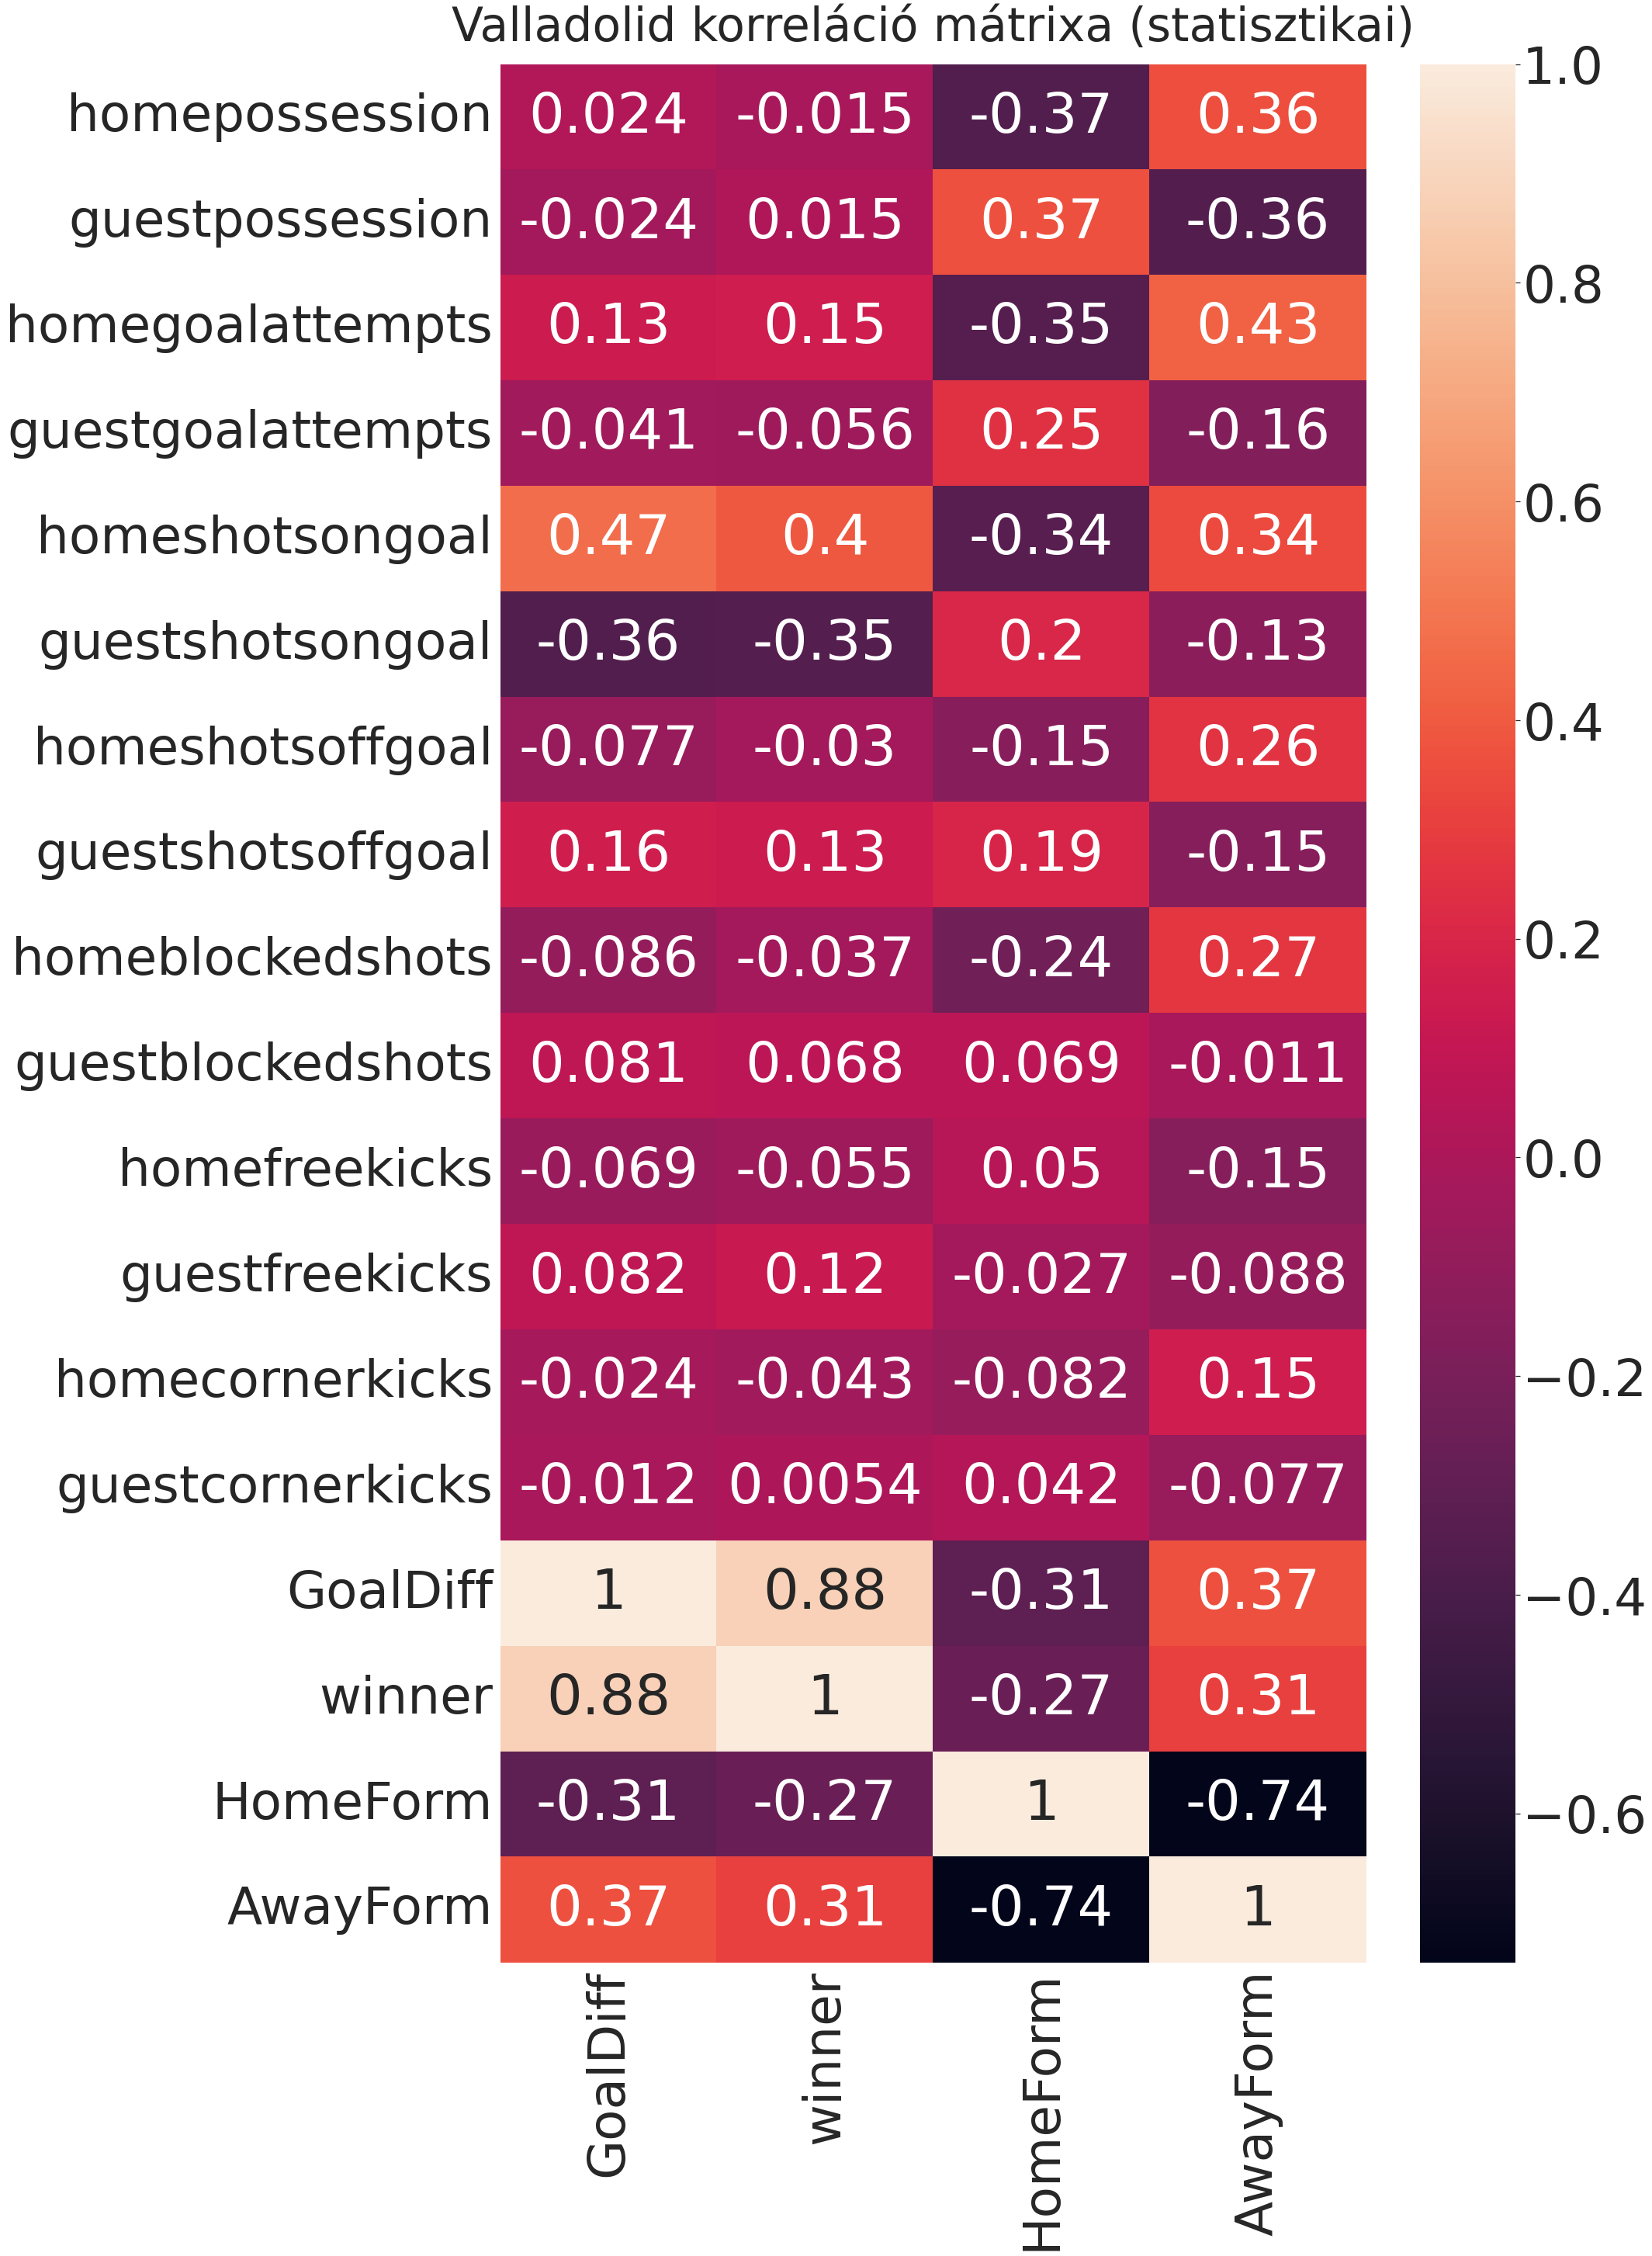 Valladolid korreláció mátrixa (statisztikai)
homepossession 0.024 -0.015 -0.37 0.36
guestpossession -0.024 0.015 0.37 -0.36
homegoalattempts 0.13 0.15 -0.35 0.43
guestgoalattempts -0.041 -0.056 0.25 -0.16
homeshotsongoal 0.47 0.4 -0.34 0.34
guestshotsongoal -0.36 -0.35 0.2 -0.13
homeshotsoffgoal -0.077 -0.03 -0.15 0.26
guestshotsoffgoal 0.16 0.13 0.19 -0.15
homeblockedshots -0.086 -0.037 -0.24 0.27
guestblockedshots 0.081 0.068 0.069 -0.011
homefreekicks -0.069 -0.055 0.05 -0.15
guestfreekicks 0.082 0.12 -0.027 -0.088
homecornerkicks -0.024 -0.043 -0.082 0.15
guestcornerkicks -0.012 0.0054 0.042 -0.077
GoalDiff 1 0.88 -0.31 0.37
winner 0.88 1 -0.27 0.31
HomeForm -0.31 -0.27 1 -0.74
AwayForm 0.37 0.31 -0.74 1
GoalDiff
winner
HomeForm
AwayForm
1.0
0.8
0.6
0.4
0.2
0.0
−0.2
−0.4
−0.6